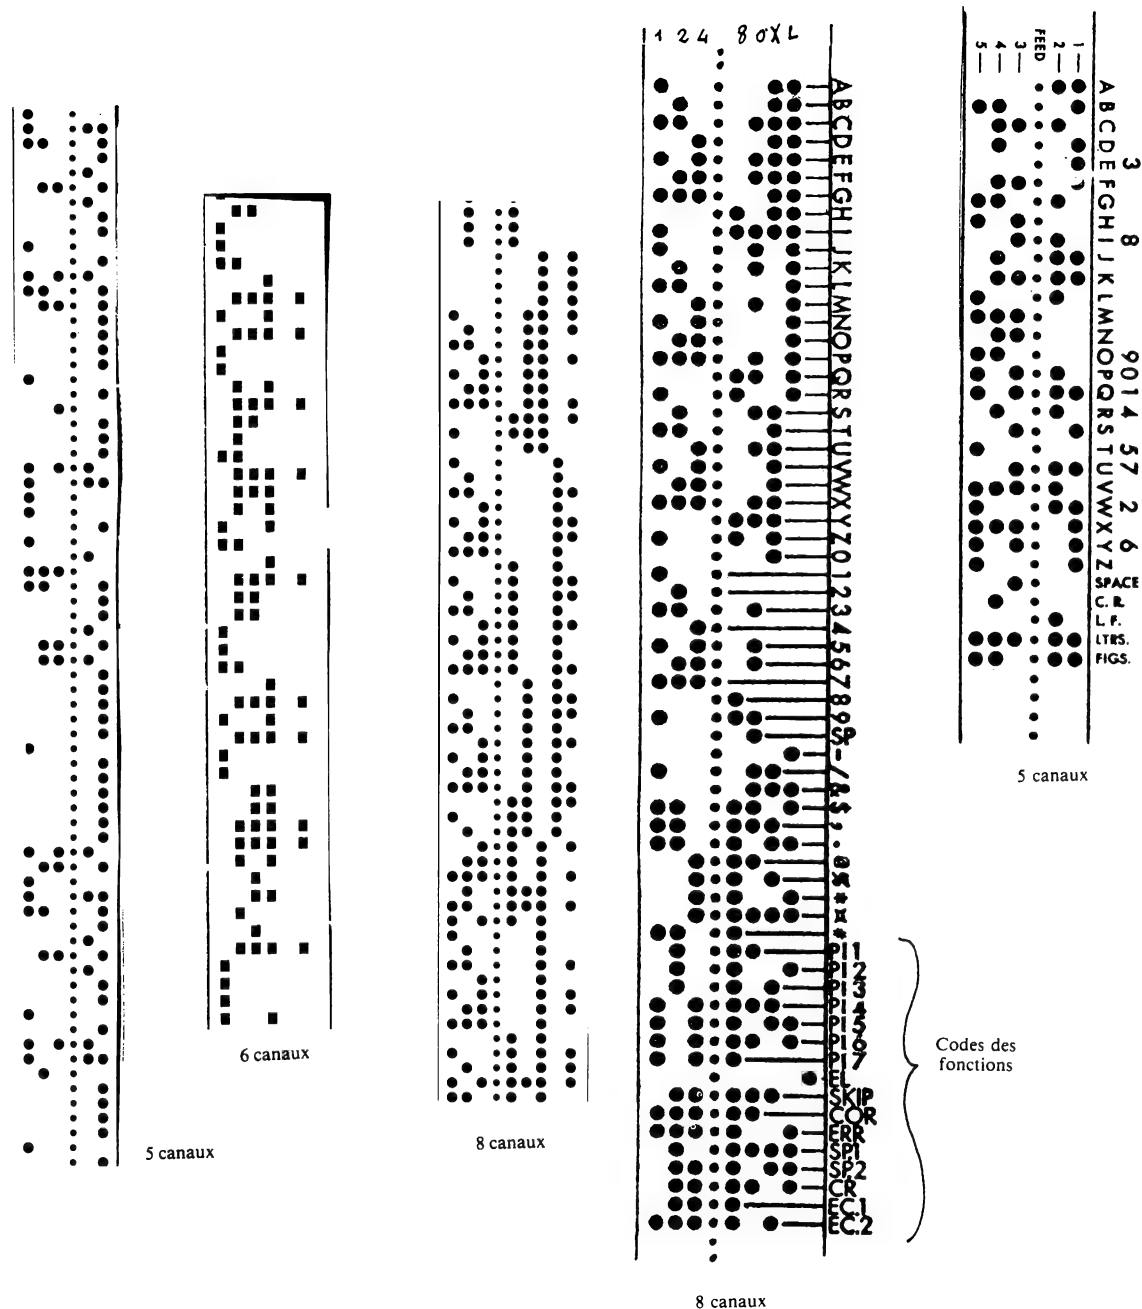 1 2 4 8 O X L
A
B
C
D
E
F
G
H
I
J
K
L
M
N
O
P
Q
R
S
T
U
V
W
X
Y
Z
0
1
2
3
4
5
6
7
8
9
SP
-
/
&
$
,
.
@
%
*
¤
#
PI 1
PI 2
PI 3
PI 4
PI 5
PI 6
PI 7
EL
SKIP
COR
ERR
SP.1
SP.2
CR
EC.1
EC.2
Codes des
fonctions
8 canaux
5 4 3 FEED 2 1
A
B
C
D
E 3
F
G
H
I 8
J
K
L
M
N
O 9
P 0
Q 1
R 4
S
T 5
U 7
V
W 2
X
Y 6
Z
SPACE
C. R.
L. F.
LTRS.
FIGS.
5 canaux
6 canaux
5 canaux
8 canaux